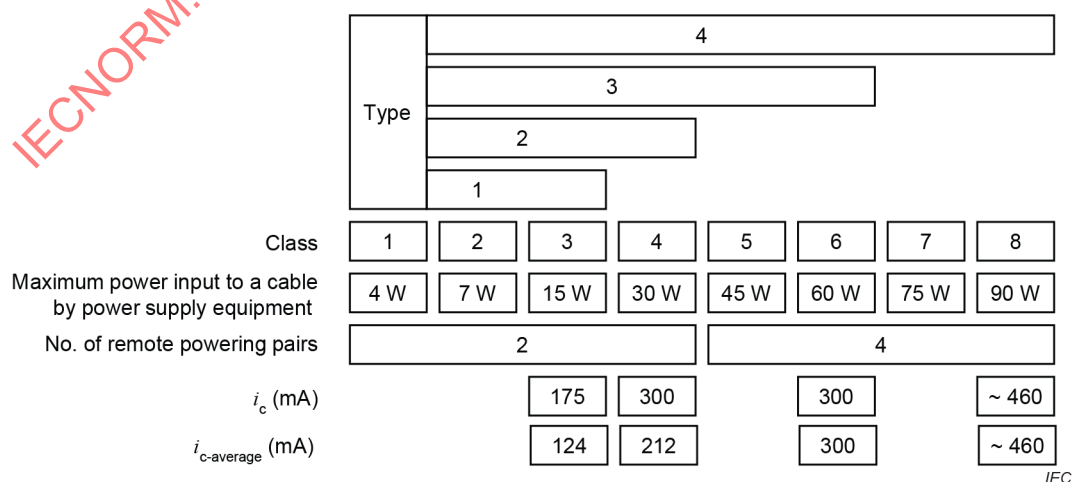 IECNORM.
4
3
Type
2
1
Class 1 2 3 4 5 6 7 8
Maximum power input to a cable
by power supply equipment 4 W 7 W 15 W 30 W 45 W 60 W 75 W 90 W
No. of remote powering pairs 2 4
ic (mA) 175 300 300 ~ 460
ic-average (mA) 124 212 300 ~ 460
IEC